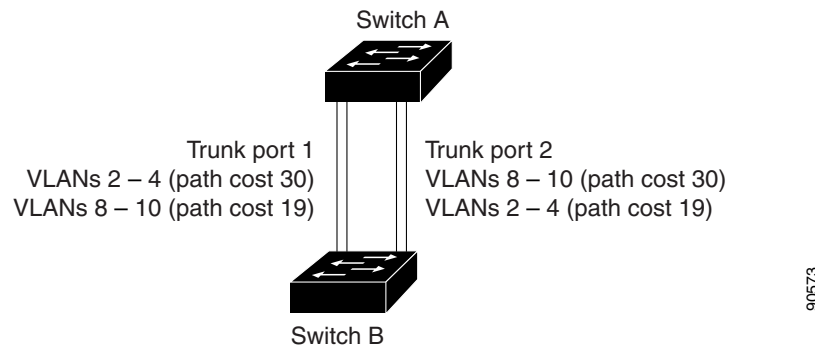 Switch A
Trunk port 1
VLANs 2 – 4 (path cost 30)
VLANs 8 – 10 (path cost 19)
Trunk port 2
VLANs 8 – 10 (path cost 30)
VLANs 2 – 4 (path cost 19)
90573
Switch B